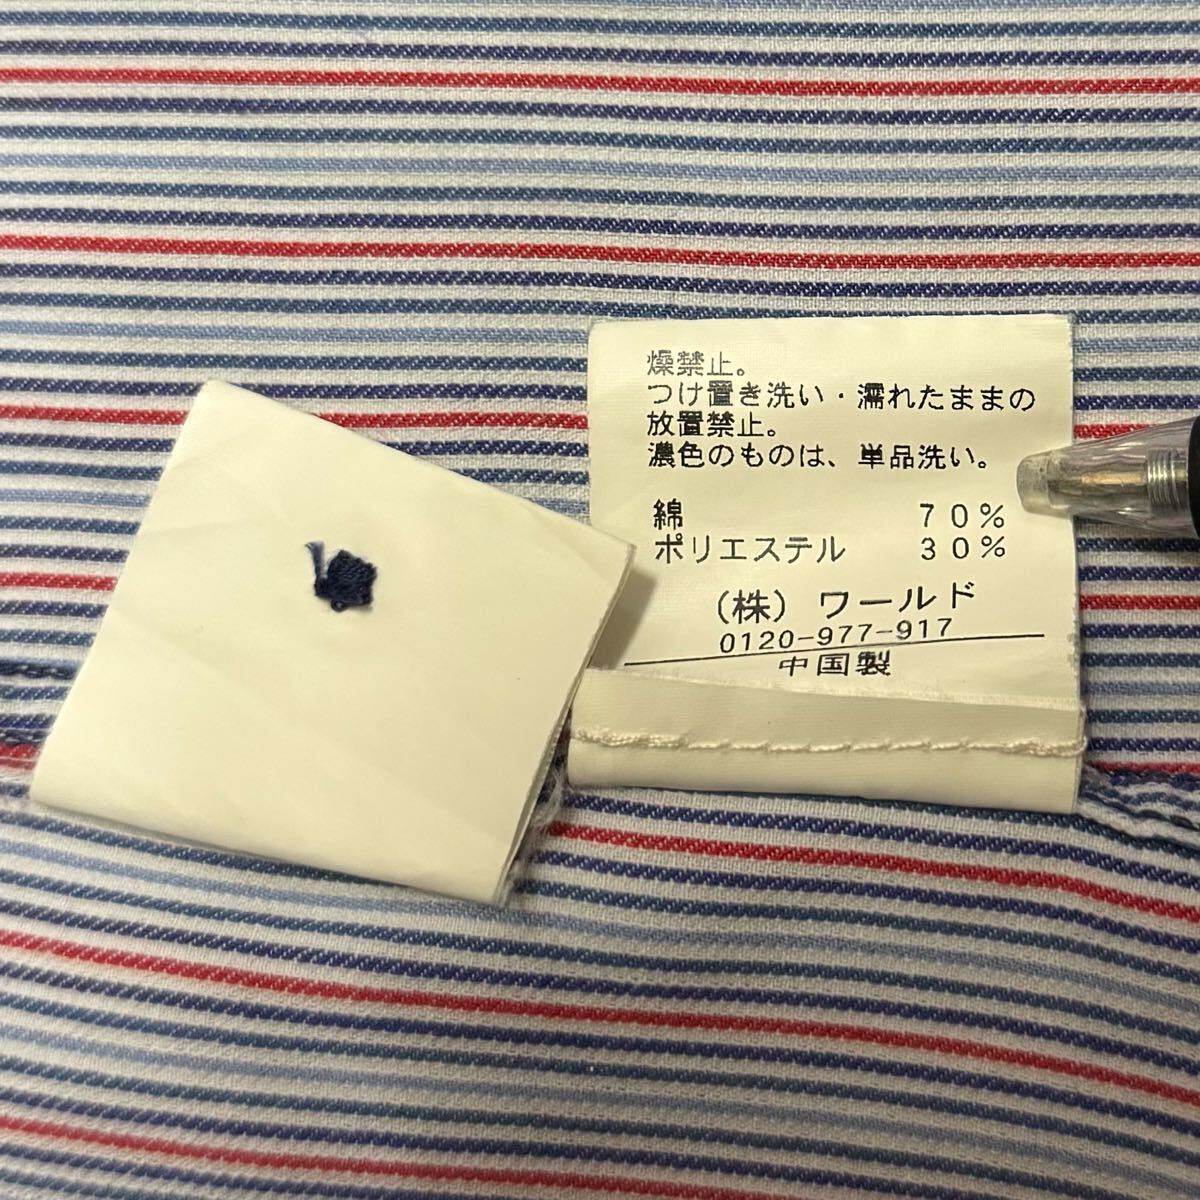 燥禁止。
つけ置き洗い・濡れたままの
放置禁止。
濃色のものは、単品洗い。
綿 70%
ポリエステル 30%
(株) ワールド
0120-977-917
中国製